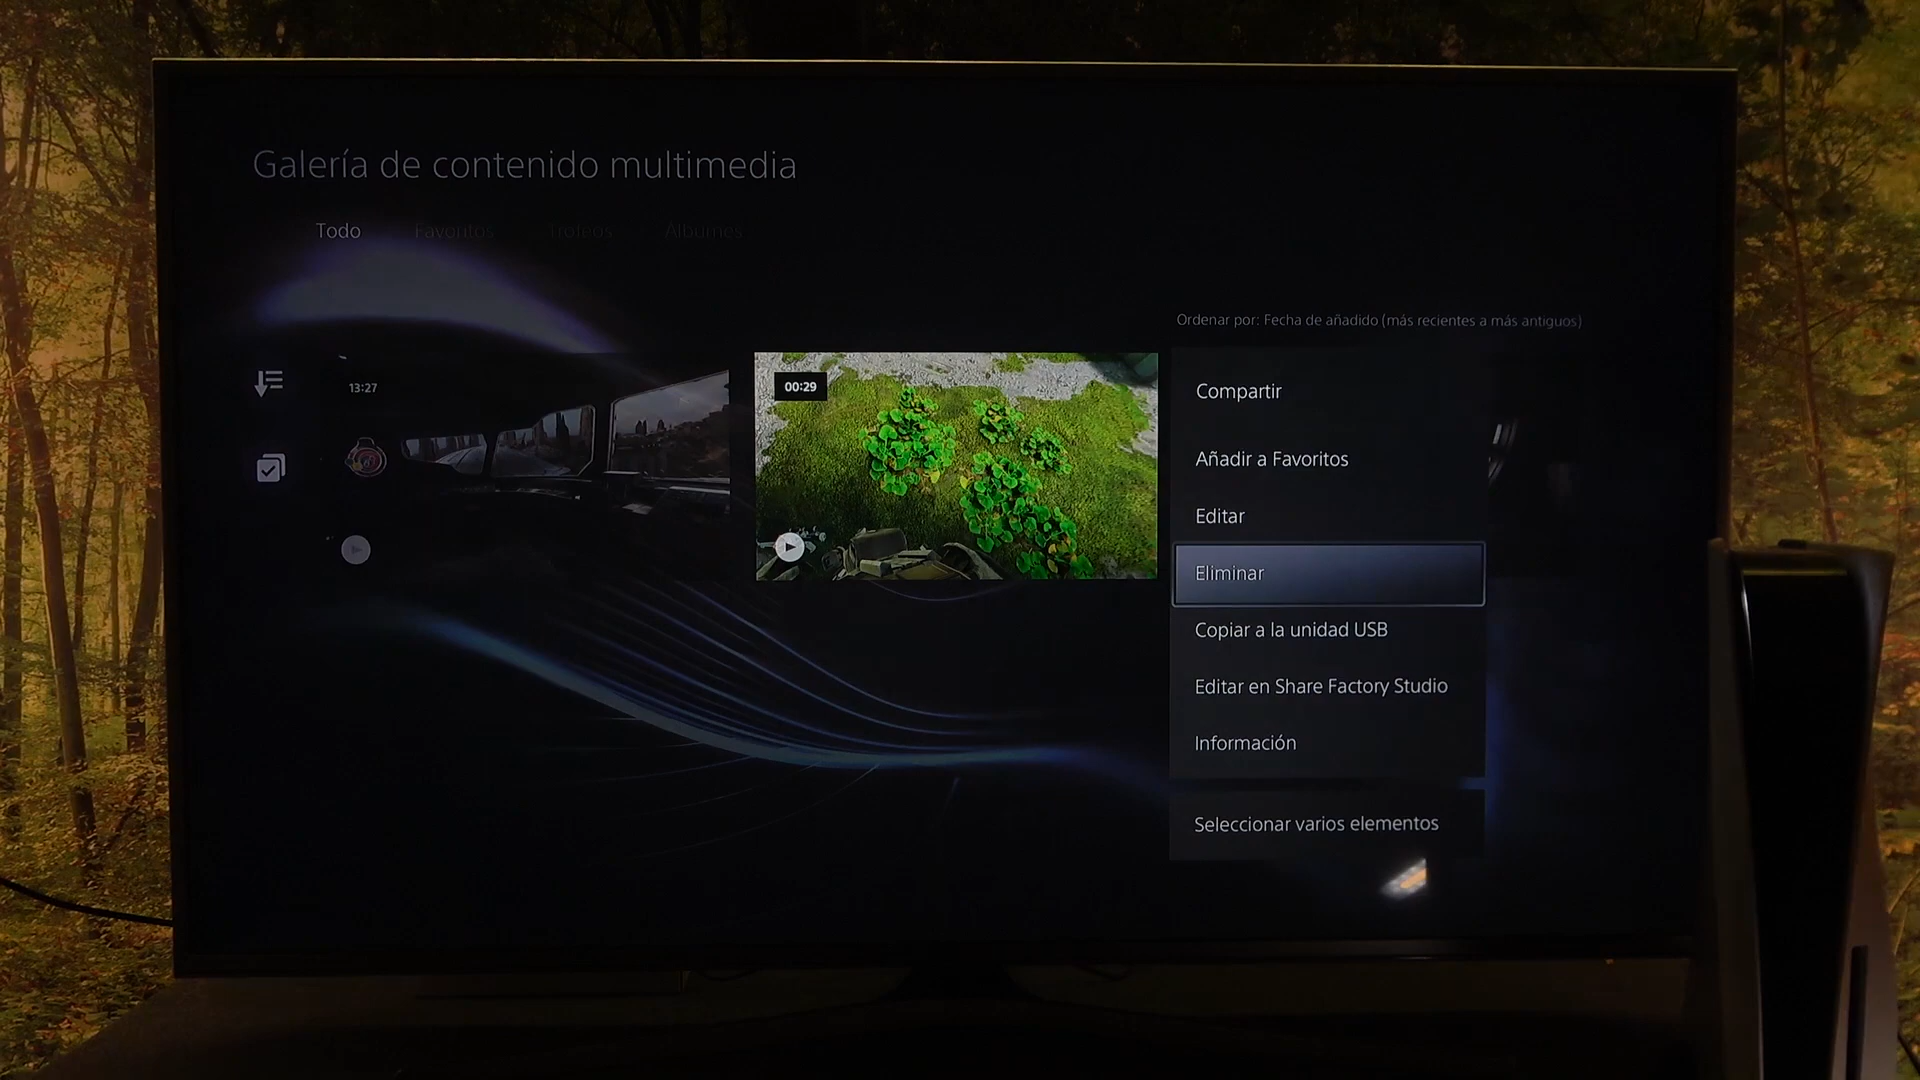 Galería de contenido multimedia
Todo Favoritos Trofeos Álbumes
Ordenar por: Fecha de añadido (más recientes a más antiguos)
13:27
00:29
Compartir
Añadir a Favoritos
Editar
Eliminar
Copiar a la unidad USB
Editar en Share Factory Studio
Información
Seleccionar varios elementos